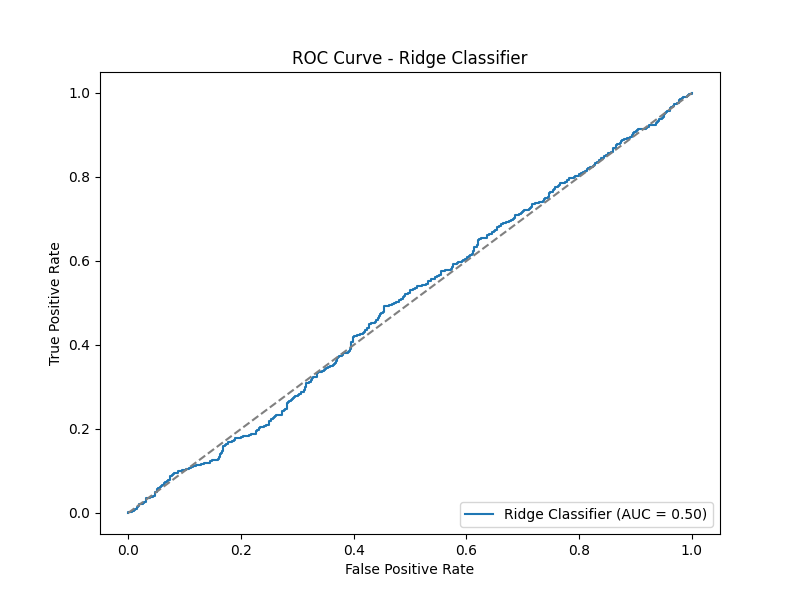 ROC Curve - Ridge Classifier
True Positive Rate
1.0
0.8
0.6
0.4
0.2
0.0
0.0 0.2 0.4 0.6 0.8 1.0
False Positive Rate
Ridge Classifier (AUC = 0.50)